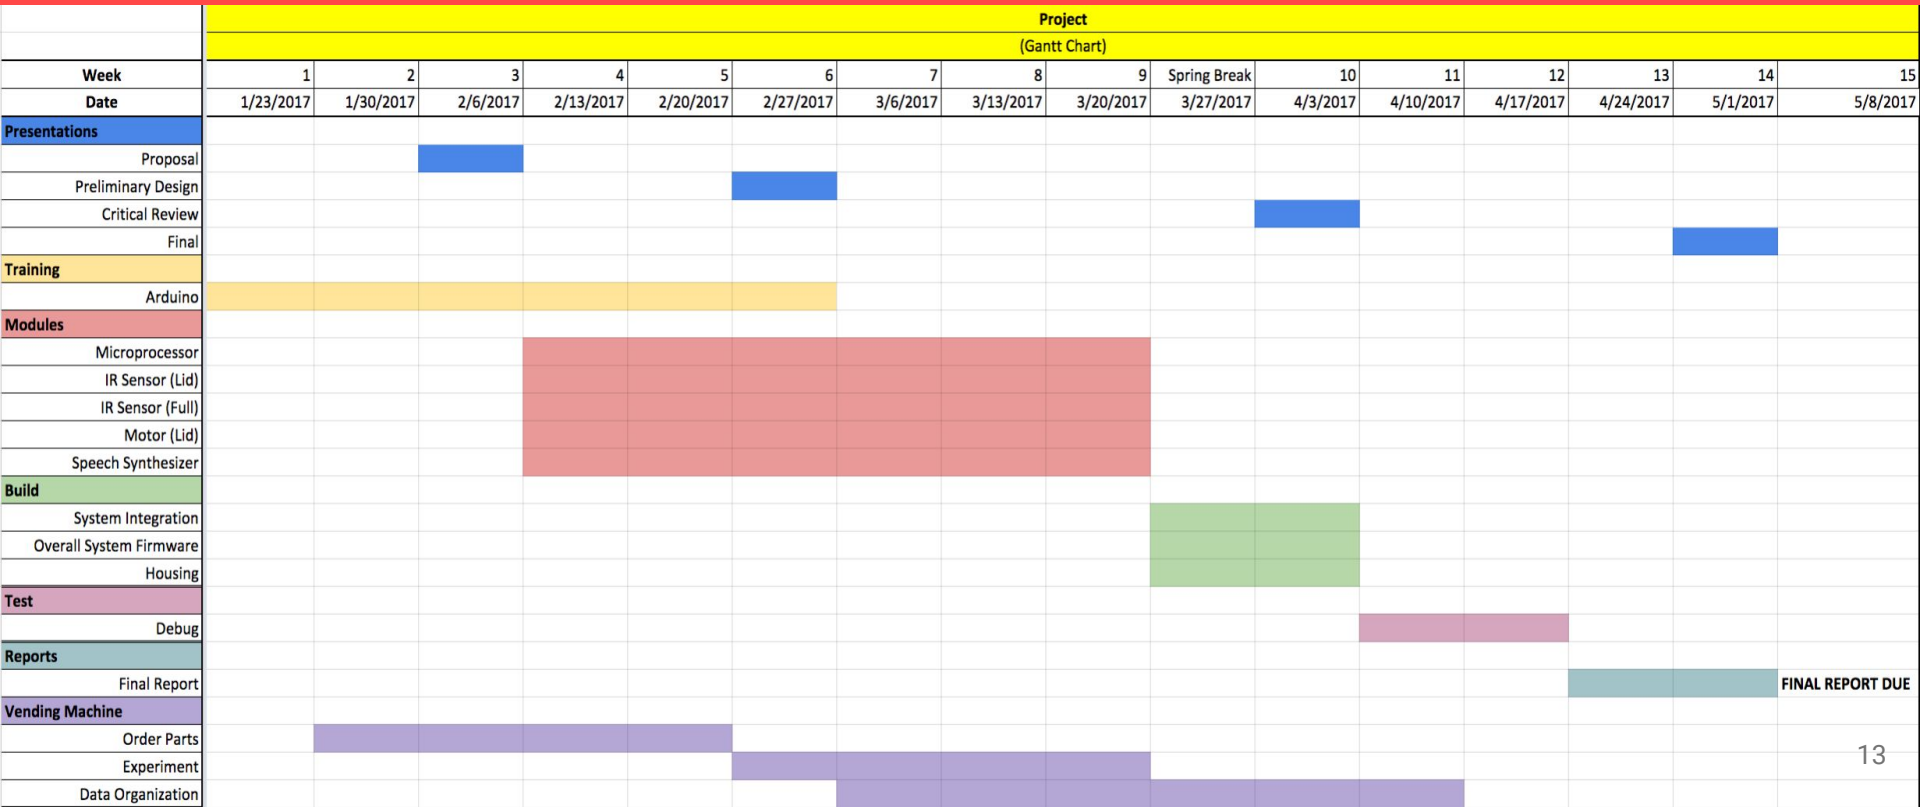 Project
(Gantt Chart)
Week 1 2 3 4 5 6 7 8 9 Spring Break 10 11 12 13 14 15
Date 1/23/2017 1/30/2017 2/6/2017 2/13/2017 2/20/2017 2/27/2017 3/6/2017 3/13/2017 3/20/2017 3/27/2017 4/3/2017 4/10/2017 4/17/2017 4/24/2017 5/1/2017 5/8/2017
Presentations
Proposal
Preliminary Design
Critical Review
Final
Training
Arduino
Modules
Microprocessor
IR Sensor (Lid)
IR Sensor (Full)
Motor (Lid)
Speech Synthesizer
Build
System Integration
Overall System Firmware
Housing
Test
Debug
Reports
Final Report FINAL REPORT DUE
Vending Machine
Order Parts
Experiment
13
Data Organization